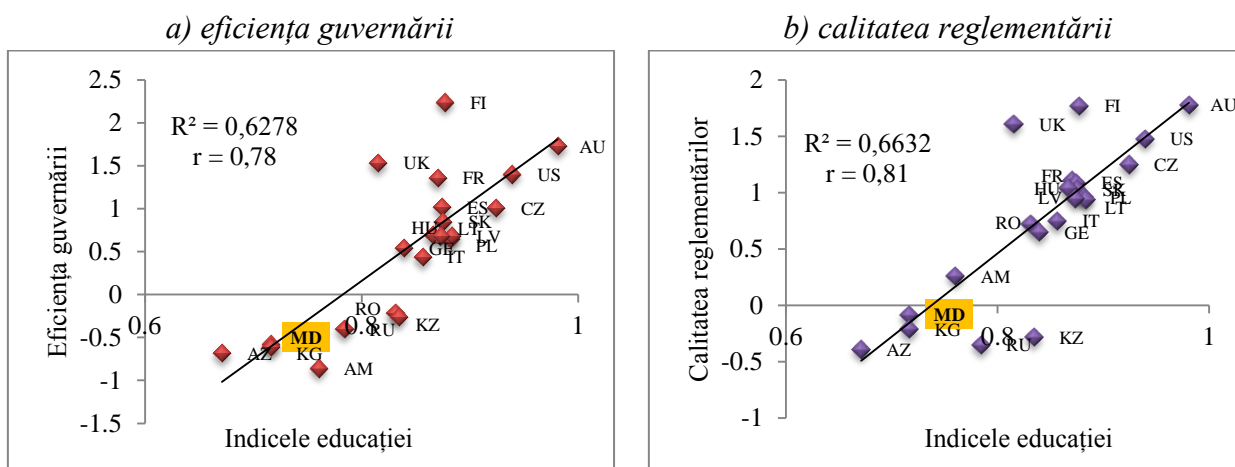 a) eficiența guvernării
b) calitatea reglementării
2.5
2
1.5
1
0.5
0
-0.5
-1
-1.5
0.6
0.8
1
R² = 0,6278
r = 0,78
FI
AU
UK
FR
US
ES
CZ
SK
HU
LT
LV
GE
PL
IT
RO
KZ
RU
MD
AZ
KG
AM
Eficiența guvernării
Indicele educației
2
1.5
1
0.5
0
-0.5
-1
0.6
0.8
1
R² = 0,6632
r = 0,81
FI
AU
UK
US
CZ
FR
ES
HU
SK
LV
PL
LT
RO
IT
GE
AM
MD
KG
KZ
RU
AZ
Calitatea reglementărilor
Indicele educației